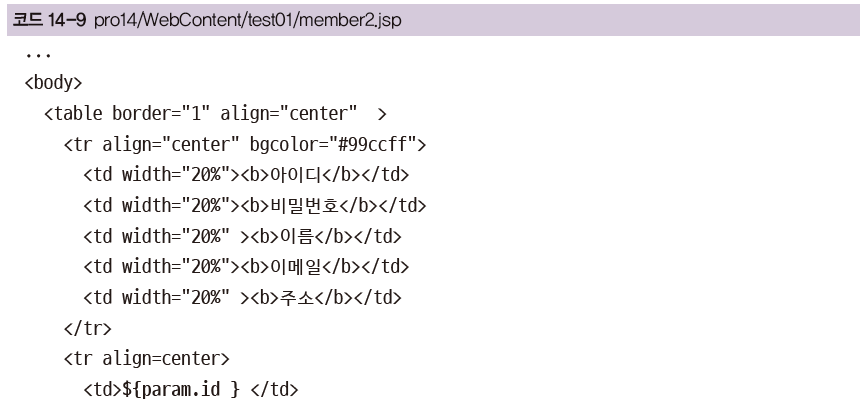 코드 14-9 pro14/WebContent/test01/member2.jsp
...
<body>
<table border="1" align="center"  >
<tr align="center" bgcolor="#99ccff">
<td width="20%"><b>아이디</b></td>
<td width="20%"><b>비밀번호</b></td>
<td width="20%" ><b>이름</b></td>
<td width="20%"><b>이메일</b></td>
<td width="20%" ><b>주소</b></td>
</tr>
<tr align=center>
<td>${param.id } </td>